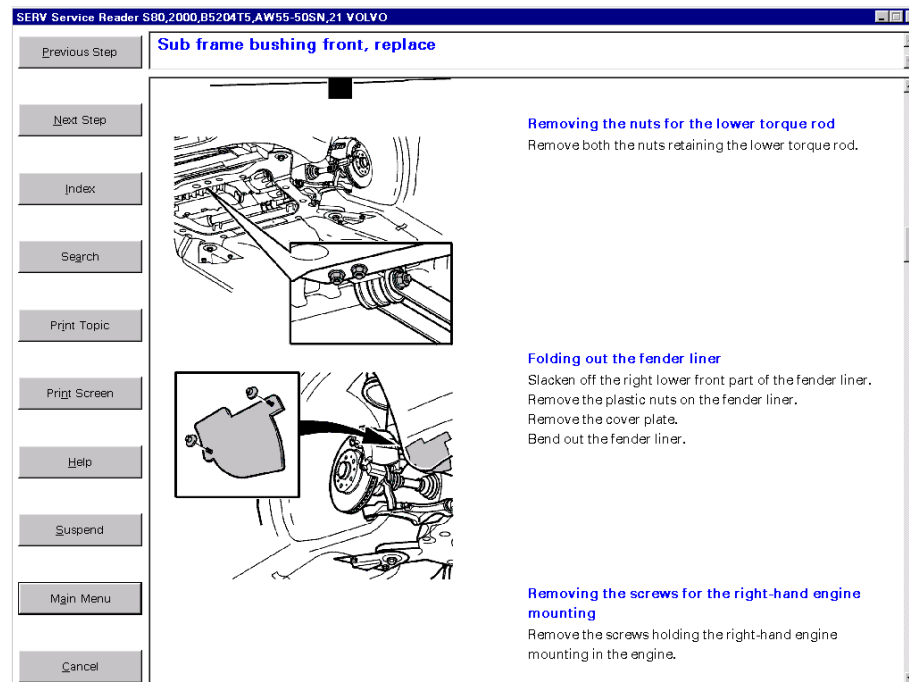 SERV Service Reader S80,2000,B5204T5,AW55-50SN,21 VOLVO
Previous Step
Sub frame bushing front, replace
Next Step
Index
Search
Print Topic
Print Screen
Help
Suspend
Main Menu
Cancel
Removing the nuts for the lower torque rod
Remove both the nuts retaining the lower torque rod.
Folding out the fender liner
Slacken off the right lower front part of the fender liner.
Remove the plastic nuts on the fender liner.
Remove the cover plate.
Bend out the fender liner.
Removing the screws for the right-hand engine
mounting
Remove the screws holding the right-hand engine
mounting in the engine.